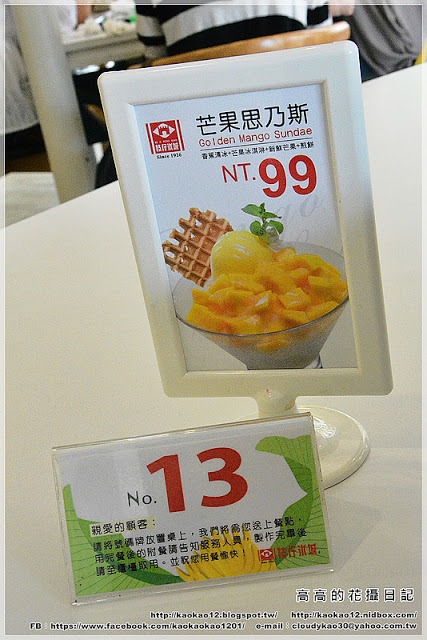 芒果思乃斯
Golden Mango Sundae
香蕉清冰+芒果冰淇淋+新鮮芒果+煎餅
Since 1926
NT.99
No. 13
親愛的顧客：
請將號碼牌放置桌上，我們將為您送上餐點，
用完餐後的附餐請告知服務人員，製作完畢後
請至櫃檯取用。並祝您用餐愉快！
高高的花攝日記
http://kaokao12.blogspot.tw/ http://kaokao12.nidbox.com/
FB：https://www.facebook.com/kaokaokao1201/ e-mail：cloudykao30@yahoo.com.tw